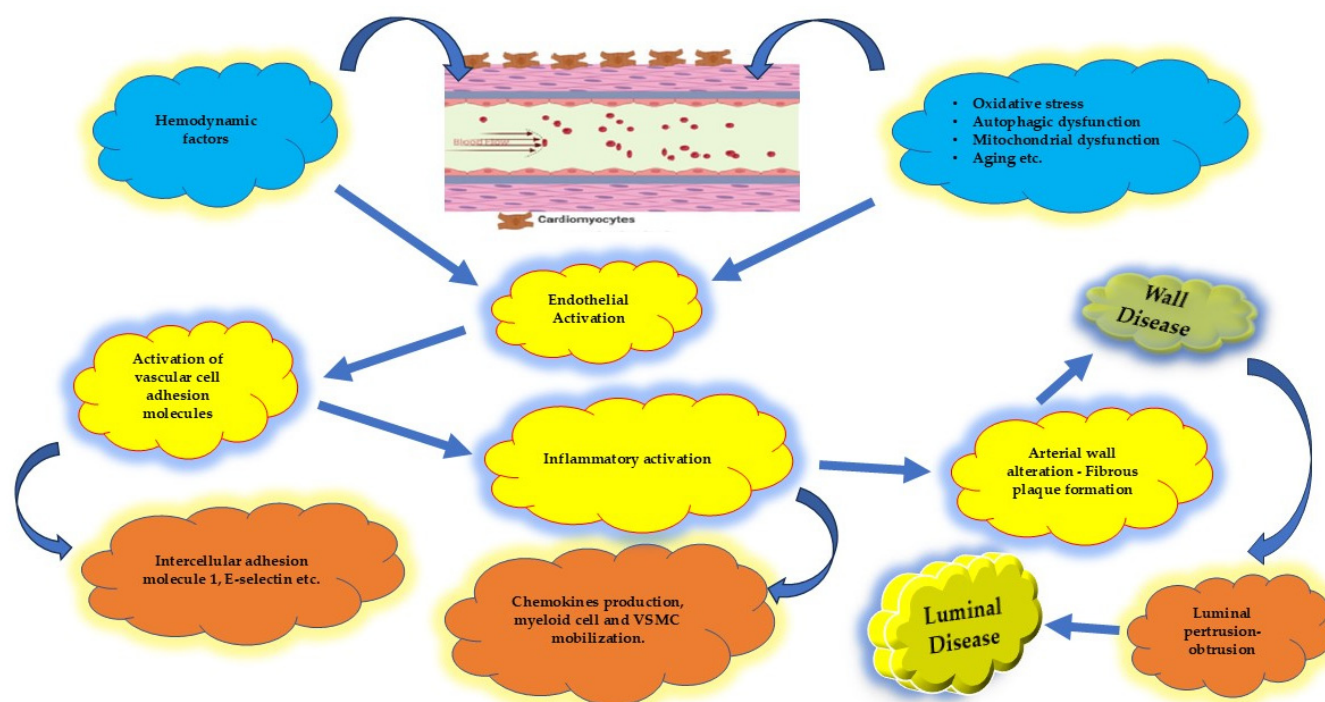 Hemodynamic
factors
Blood Flow
Cardiomyocytes
• Oxidative stress
• Autophagic dysfunction
• Mitochondrial dysfunction
• Aging etc.
Endothelial
Activation
Activation of
vascular cell
adhesion
molecules
Inflammatory activation
Arterial wall
alteration - Fibrous
plaque formation
Wall
Disease
Intercellular adhesion
molecule 1, E-selectin etc.
Chemokines production,
myeloid cell and VSMC
mobilization.
Luminal
Disease
Luminal
pertrusion-
obtrusion